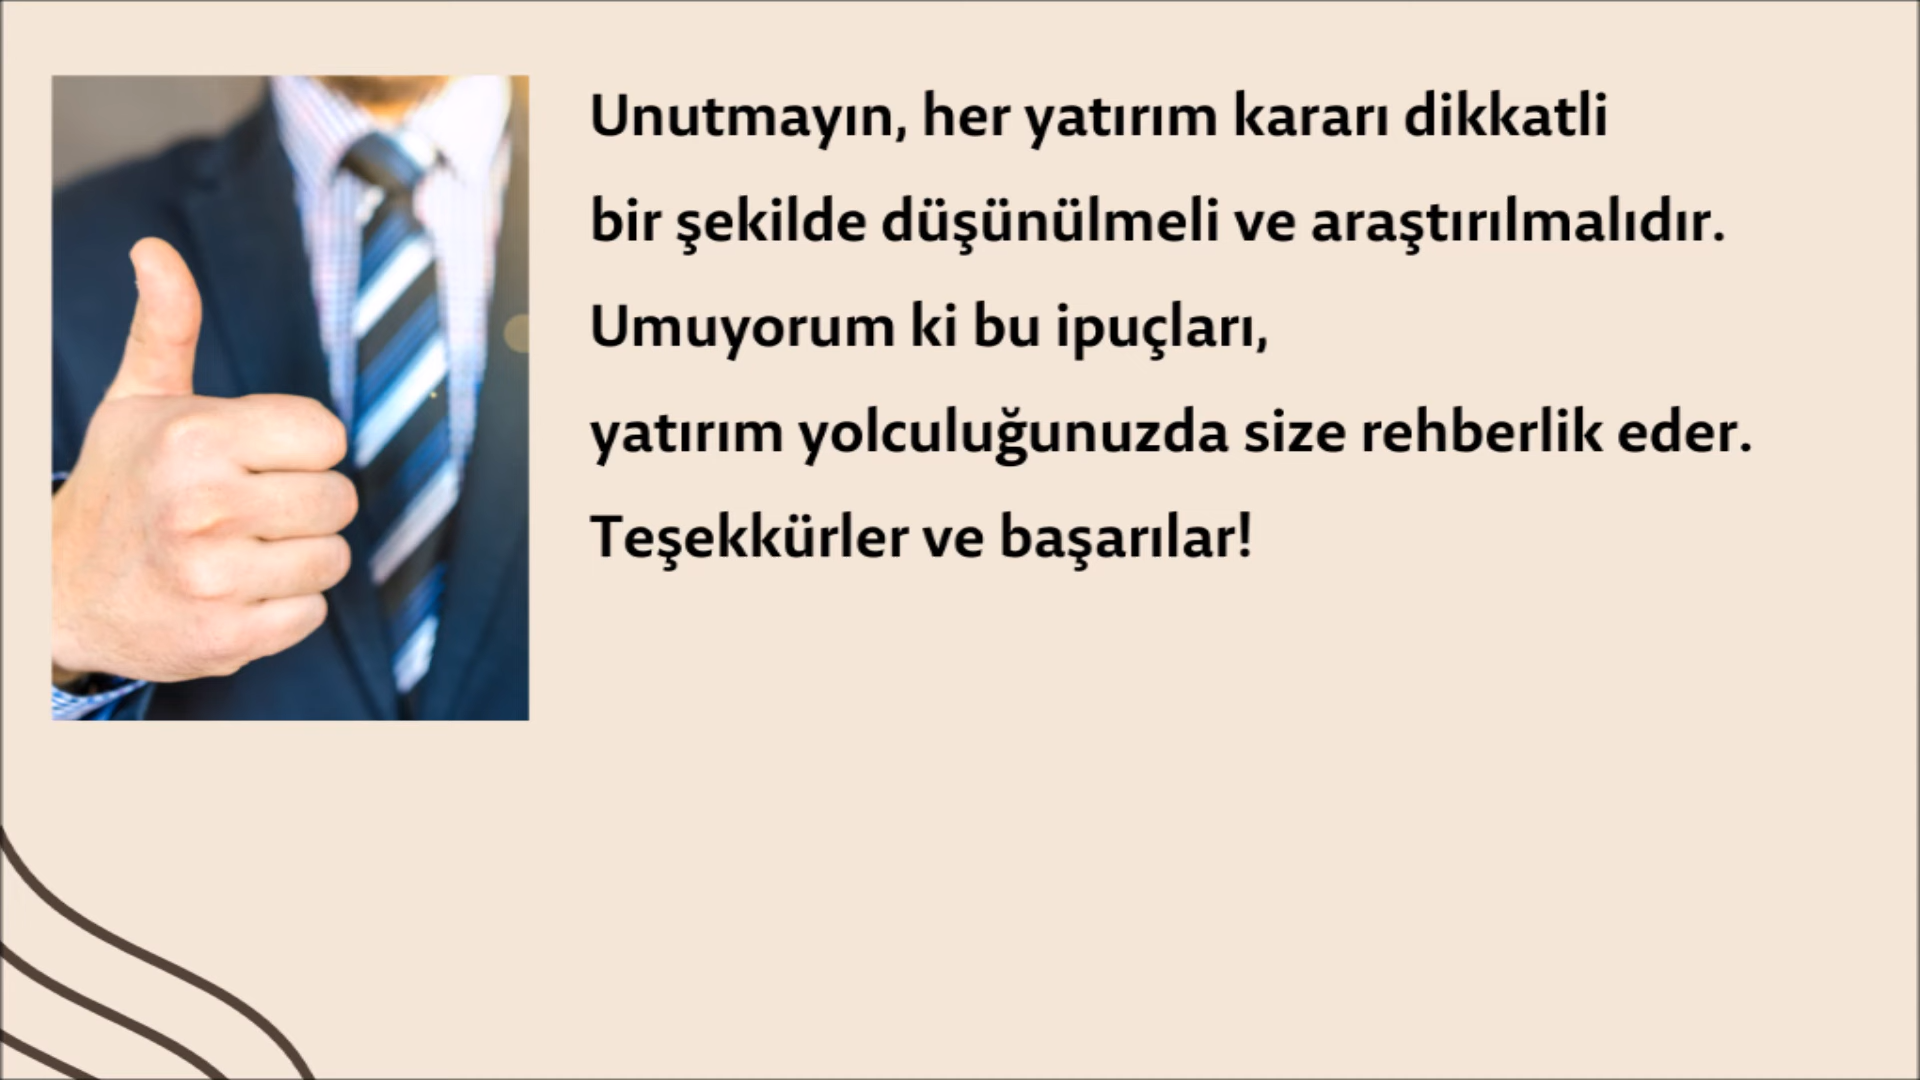 Unutmayın, her yatırım kararı dikkatli
bir şekilde düşünülmeli ve araştırılmalıdır.
Umuyorum ki bu ipuçları,
yatırım yolculuğunuzda size rehberlik eder.
Teşekkürler ve başarılar!